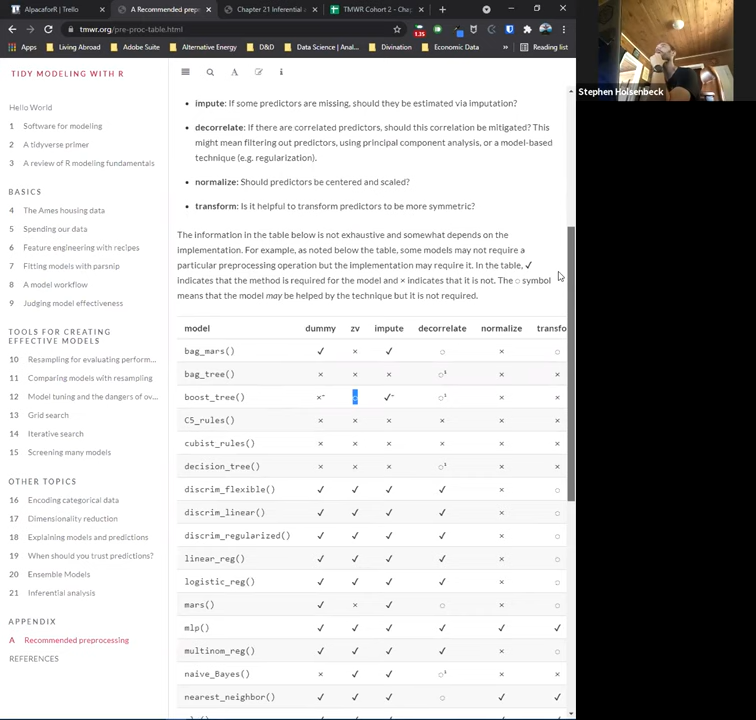 AlpacaforR | Trello
A Recommended prepr
Chapter 21 Inferential a
TMWR Cohort 2 - Cha
tmwr.org/pre-proc-table.html
1.35
Apps
Living Abroad
Adobe Suite
Alternative Energy
D&D
Data Science | Anal...
Divination
Economic Data
»
Reading list
Stephen Holsenbeck
TIDY MODELING WITH R
Hello World
1 Software for modeling
2 A tidyverse primer
3 A review of R modeling fundamentals
BASICS
4 The Ames housing data
5 Spending our data
6 Feature engineering with recipes
7 Fitting models with parsnip
8 A model workflow
9 Judging model effectiveness
TOOLS FOR CREATING
EFFECTIVE MODELS
10 Resampling for evaluating perform...
11 Comparing models with resampling
12 Model tuning and the dangers of ov...
13 Grid search
14 Iterative search
15 Screening many models
OTHER TOPICS
16 Encoding categorical data
17 Dimensionality reduction
18 Explaining models and predictions
19 When should you trust predictions?
20 Ensemble Models
21 Inferential analysis
APPENDIX
A Recommended preprocessing
REFERENCES
• impute: If some predictors are missing, should they be estimated via imputation?
• decorrelate: If there are correlated predictors, should this correlation be mitigated? This
might mean filtering out predictors, using principal component analysis, or a model-based
technique (e.g. regularization).
• normalize: Should predictors be centered and scaled?
• transform: Is it helpful to transform predictors to be more symmetric?
The information in the table below is not exhaustive and somewhat depends on the
implementation. For example, as noted below the table, some models may not require a
particular preprocessing operation but the implementation may require it. In the table, ✓
indicates that the method is required for the model and × indicates that it is not. The ◌ symbol
means that the model may be helped by the technique but it is not required.
model dummy zv impute decorrelate normalize transfo
bag_mars() ✓ × ✓ ◌ × ◌
bag_tree() × × × ◌¹ × ×
boost_tree() ×⁺ ◌ ✓⁺ ◌¹ × ×
C5_rules() × × × × × ×
cubist_rules() × × × × × ×
decision_tree() × × × ◌¹ × ×
discrim_flexible() ✓ ✓ ✓ ✓ × ◌
discrim_linear() ✓ ✓ ✓ ✓ × ◌
discrim_regularized() ✓ ✓ ✓ ✓ × ◌
linear_reg() ✓ ✓ ✓ ✓ × ◌
logistic_reg() ✓ ✓ ✓ ✓ × ◌
mars() ✓ × ✓ ◌ × ◌
mlp() ✓ ✓ ✓ ✓ ✓ ✓
multinom_reg() ✓ ✓ ✓ ✓ × ◌
naive_Bayes() × ✓ ✓ ◌¹ × ×
nearest_neighbor() ✓ ✓ ✓ ◌ ✓ ✓